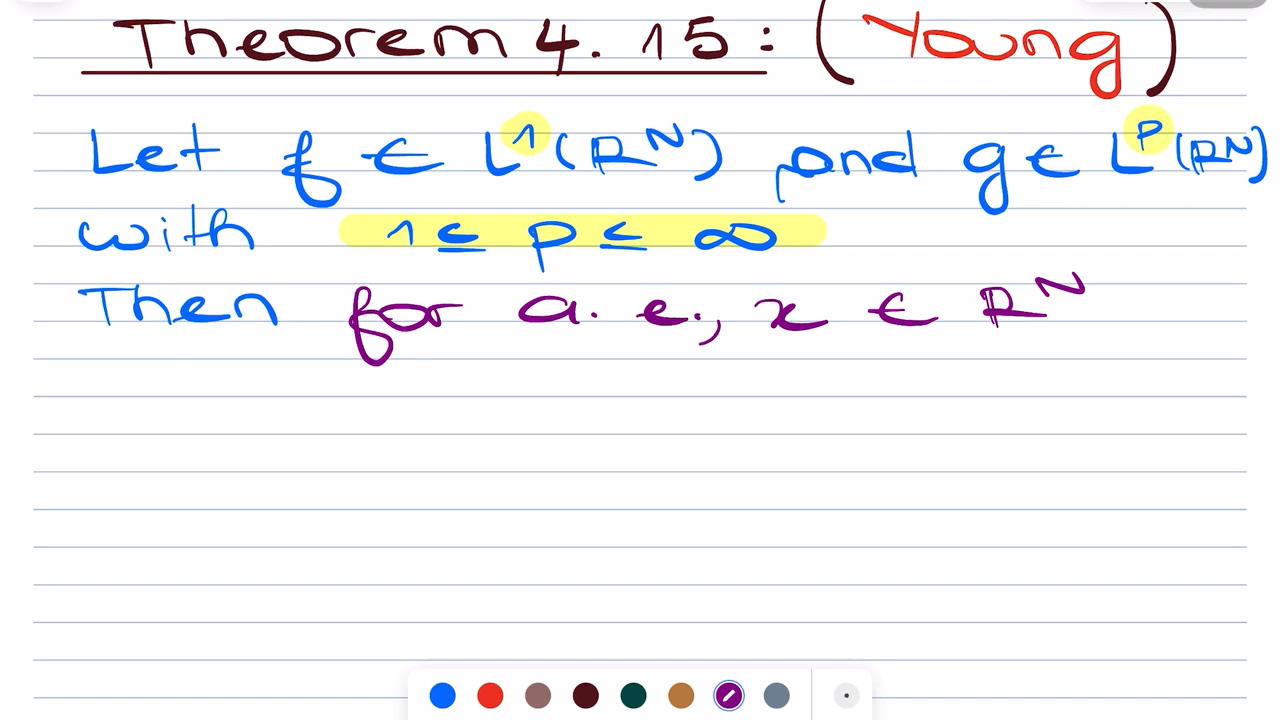 Theorem 4. 15: (Young)
Let f ∈ L¹(Rᴺ) and g ∈ Lᵖ(Rᴺ)
with 1 ≤ p ≤ ∞
Then for a. e., x ∈ Rᴺ